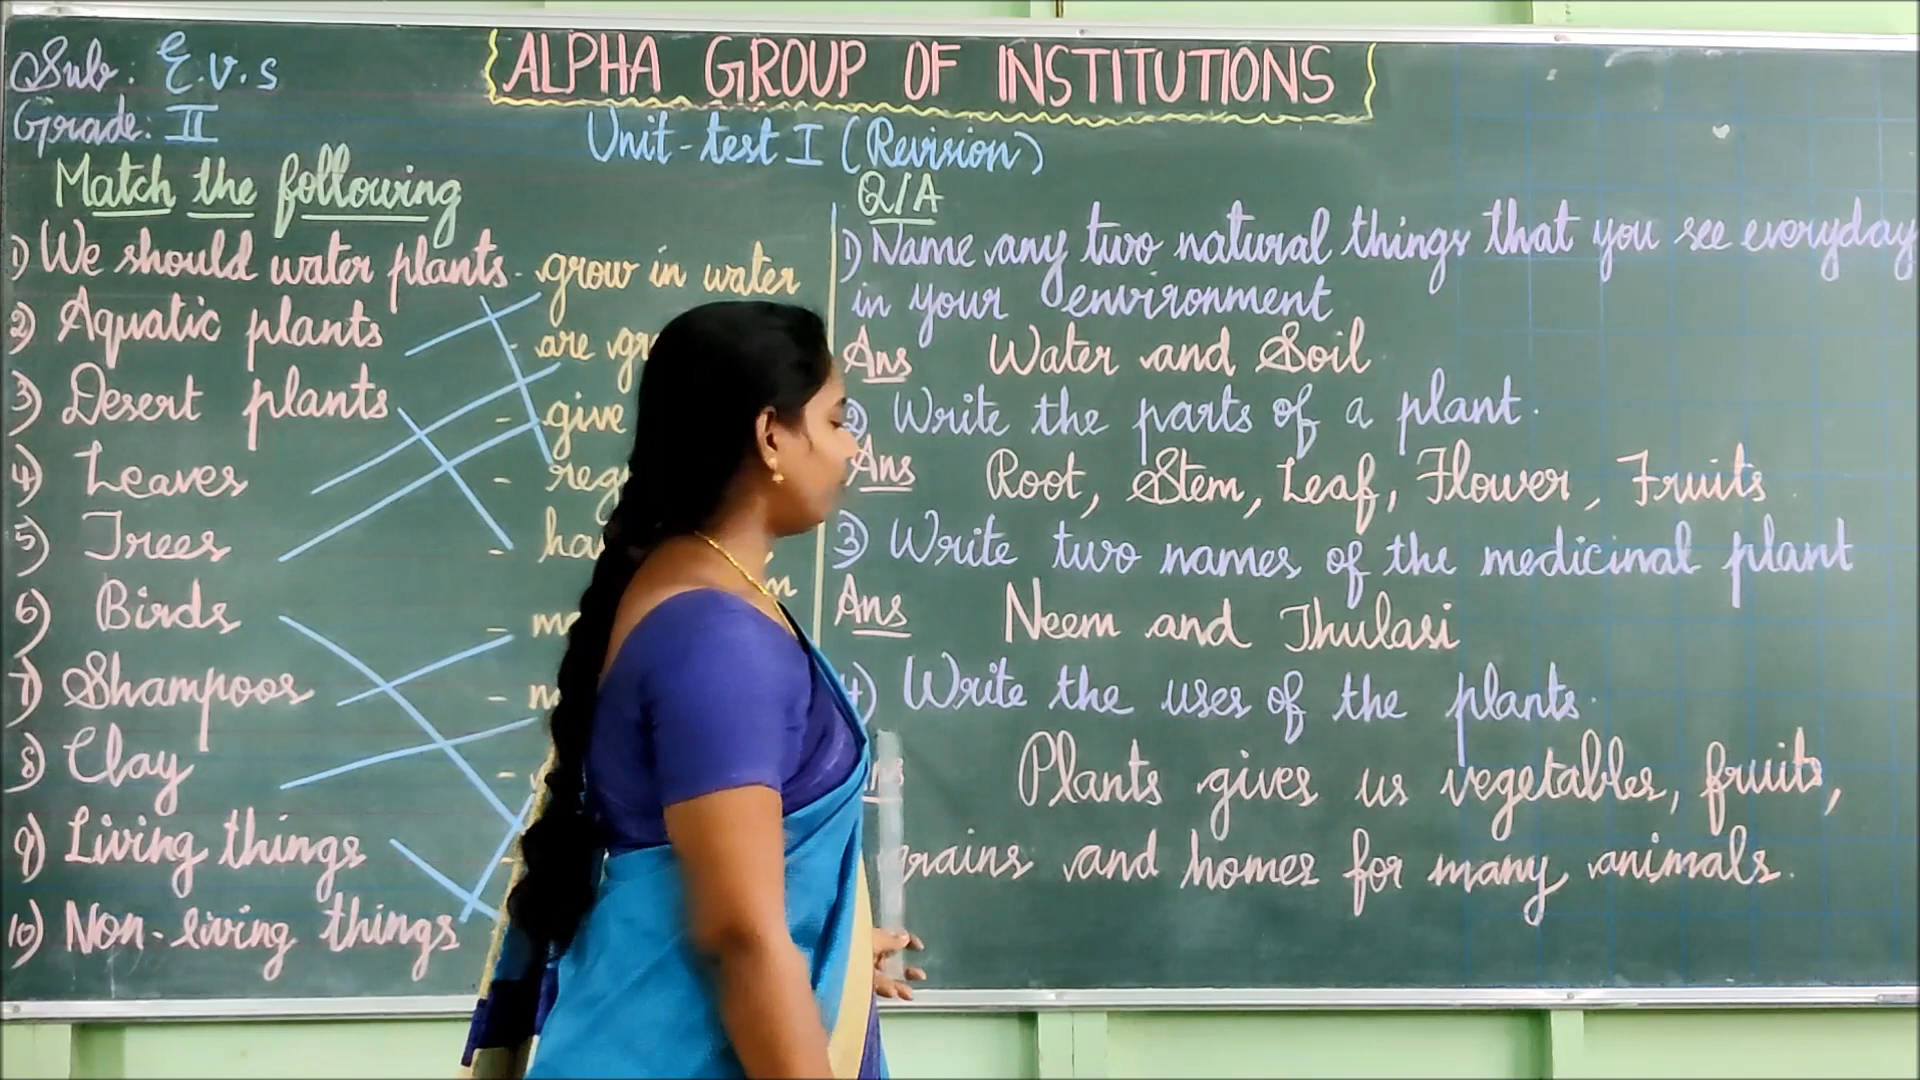 Sub: E.V.S
Grade: II
ALPHA GROUP OF INSTITUTIONS
Unit-test I (Revision)
Match the following
1) We should water plants - grow in water
2) Aquatic plants - are
3) Desert plants - give
4) Leaves -
5) Trees -
6) Birds -
7) Shampoos -
8) Clay -
9) Living things
10) Non-living things
Q/A
1) Name any two natural things that you see everyday
in your environment
Ans Water and Soil
2) Write the parts of a plant.
Ans Root, Stem, Leaf, Flower, Fruits.
3) Write two names of the medicinal plant
Ans Neem and Thulasi
4) Write the uses of the plants.
Plants gives us vegetables, fruits,
grains and homes for many animals.